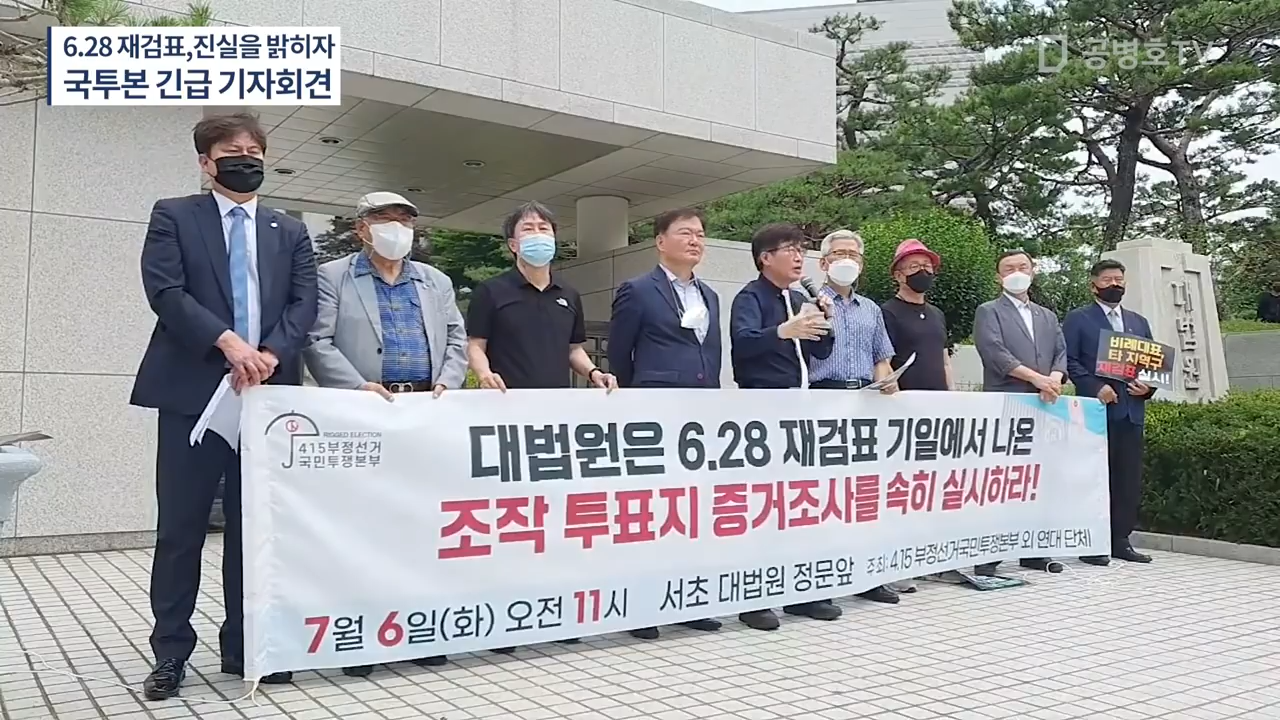 6.28 재검표,진실을 밝히자
국투본 긴급 기자회견
공병호TV
RIGGED ELECTION
415부정선거
국민투쟁본부
대법원은 6.28 재검표 기일에서 나온
조작 투표지 증거조사를 속히 실시하라!
7월 6일(화) 오전 11시 서초 대법원 정문앞 주최: 4.15 부정선거국민투쟁본부 외 연대 단체
비례대표,
타 지역구
재검표 실시!
대법원